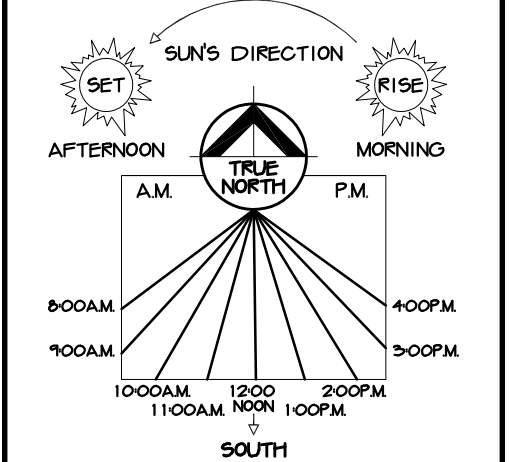 SUN'S DIRECTION
SET
RISE
AFTERNOON
MORNING
TRUE
NORTH
A.M.
P.M.
8:00A.M.
4:00P.M.
9:00A.M.
3:00P.M.
10:00A.M.
12:00
NOON
2:00P.M.
11:00A.M.
1:00P.M.
SOUTH